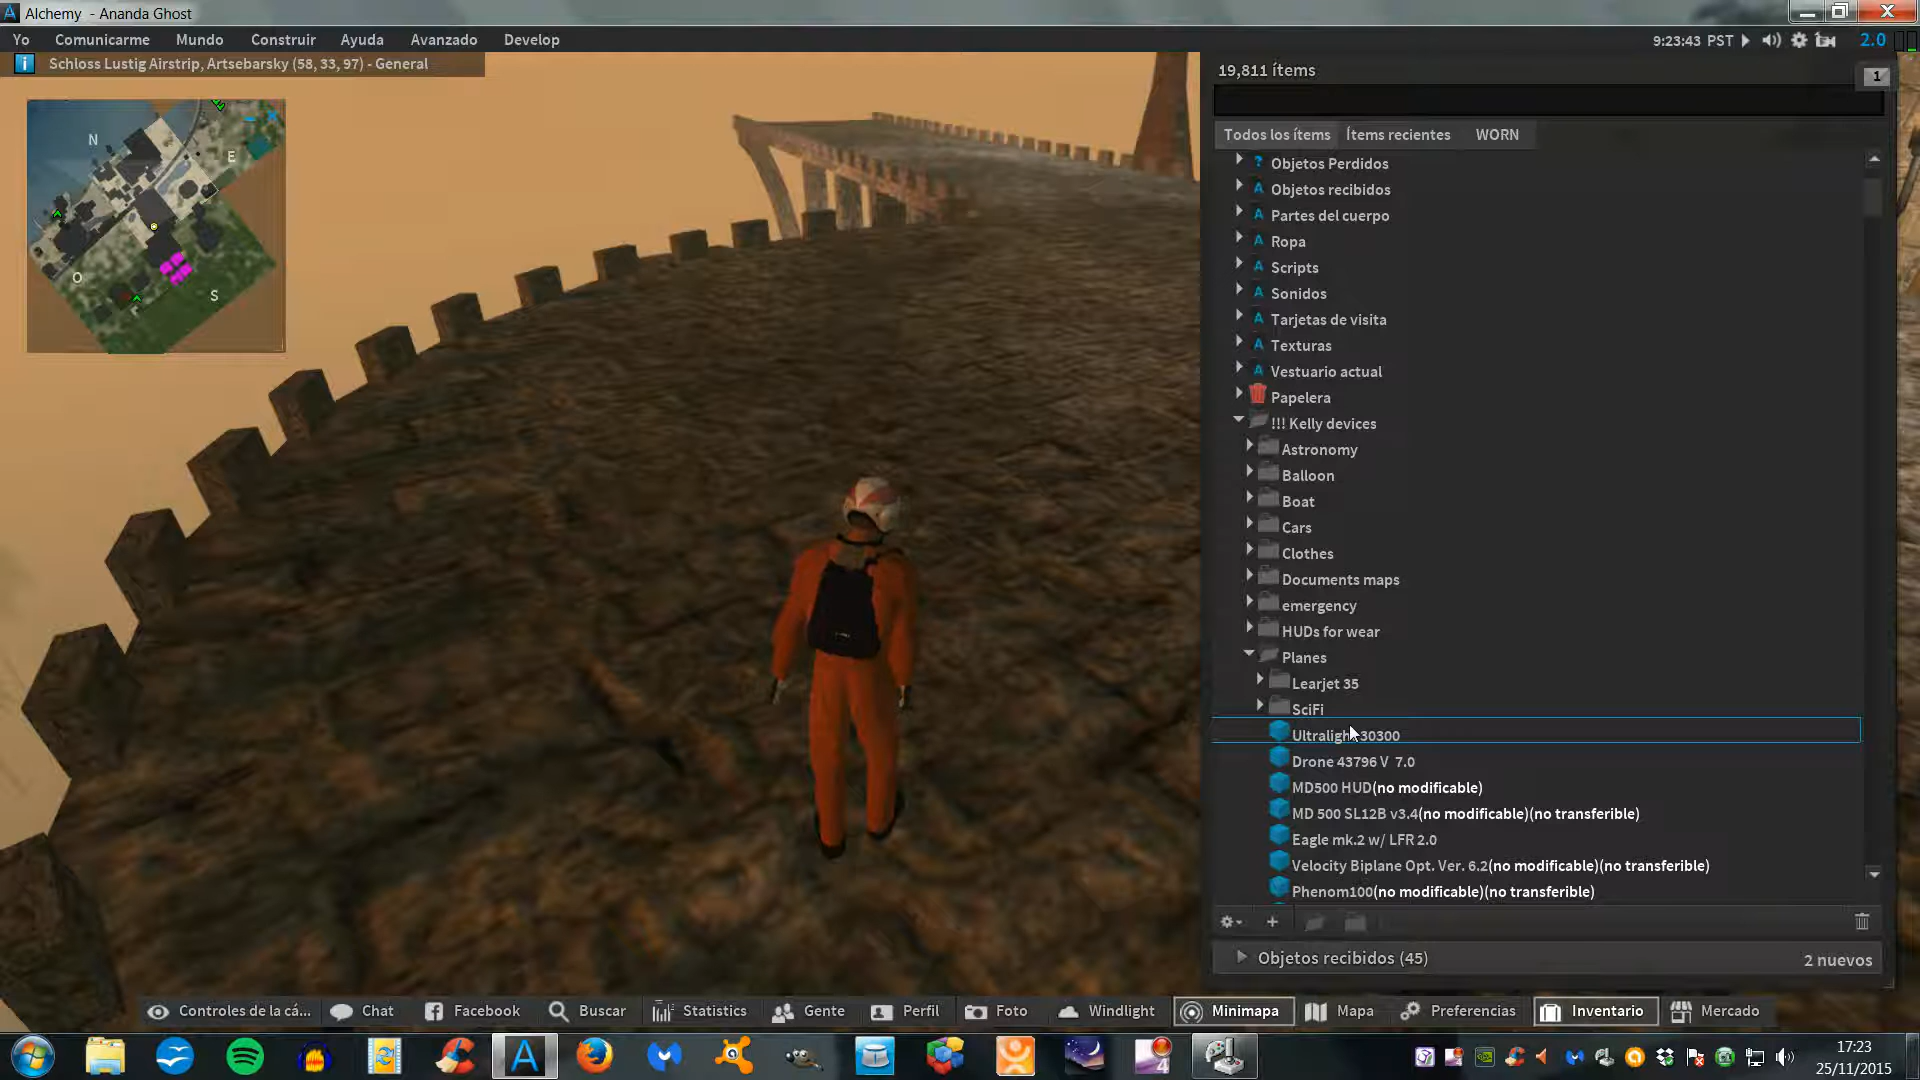 Alchemy - Ananda Ghost
Yo Comunicarme Mundo Construir Ayuda Avanzado Develop
9:23:43 PST
2.0
Schloss Lustig Airstrip, Artsebarsky (58, 33, 97) - General
19,811 ítems
1
Todos los ítems Ítems recientes WORN
N
E
O
S
Objetos Perdidos
Objetos recibidos
Partes del cuerpo
Ropa
Scripts
Sonidos
Tarjetas de visita
Texturas
Vestuario actual
Papelera
!!! Kelly devices
Astronomy
Balloon
Boat
Cars
Clothes
Documents maps
emergency
HUDs for wear
Planes
Learjet 35
SciFi
Ultralight 30300
Drone 43796 V 7.0
MD500 HUD(no modificable)
MD 500 SL12B v3.4(no modificable)(no transferible)
Eagle mk.2 w/ LFR 2.0
Velocity Biplane Opt. Ver. 6.2(no modificable)(no transferible)
Phenom100(no modificable)(no transferible)
Objetos recibidos (45)
2 nuevos
Controles de la cá... Chat Facebook Buscar Statistics Gente Perfil Foto Windlight Minimapa Mapa Preferencias Inventario Mercado
17:23
25/11/2015